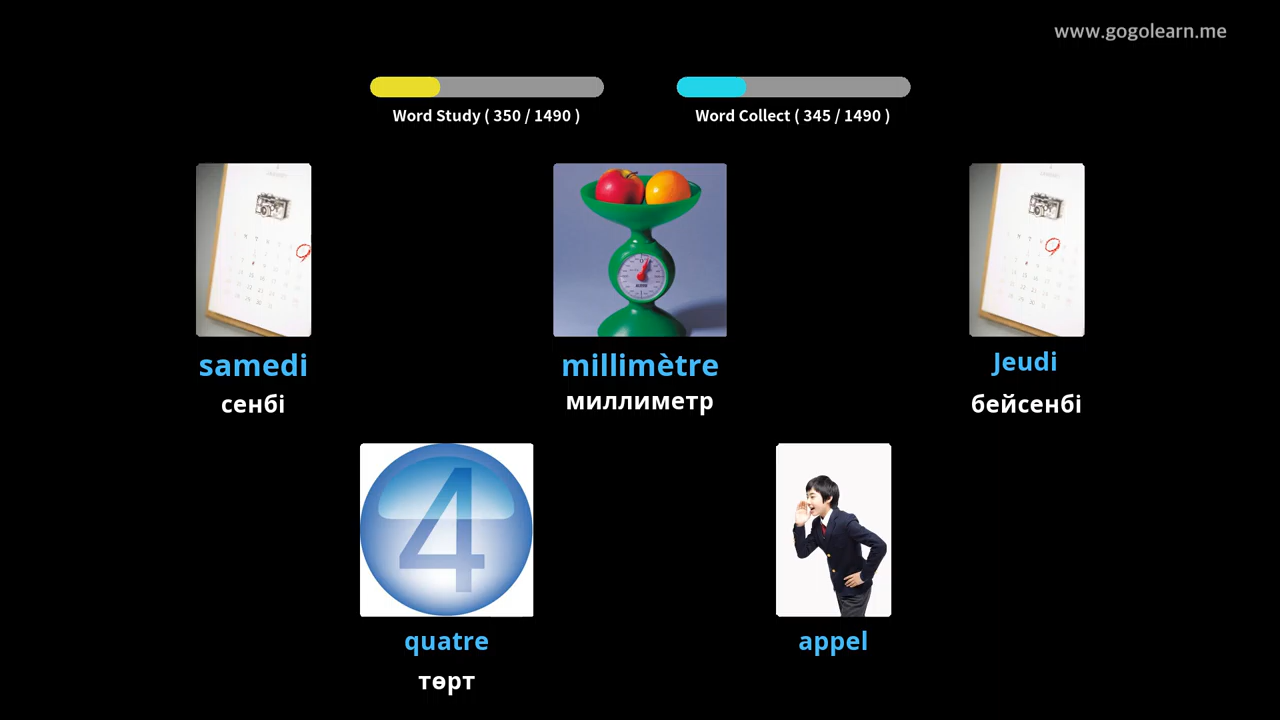 www.gogolearn.me
Word Study ( 350 / 1490 )
Word Collect ( 345 / 1490 )
samedi
сенбі
millimètre
миллиметр
Jeudi
бейсенбі
4
quatre
төрт
appel